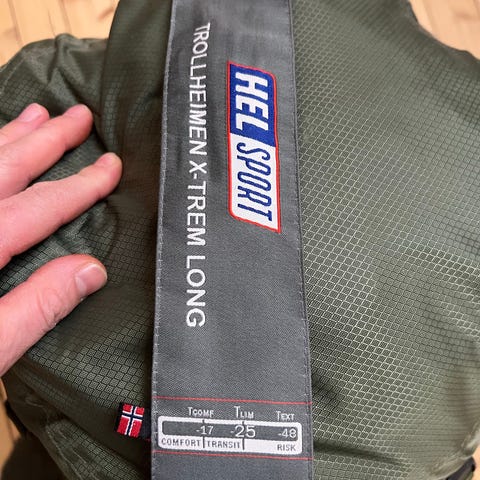 HEL SPORT
TROLLHEIMEN X-TREM LONG
TCOMF TLIM TEXT
-17 -25 -48
COMFORT TRANSIT RISK